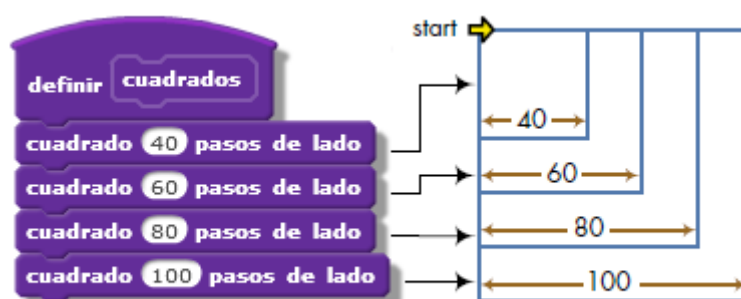 definir cuadrados
cuadrado 40 pasos de lado
cuadrado 60 pasos de lado
cuadrado 80 pasos de lado
cuadrado 100 pasos de lado
start
40
60
80
100